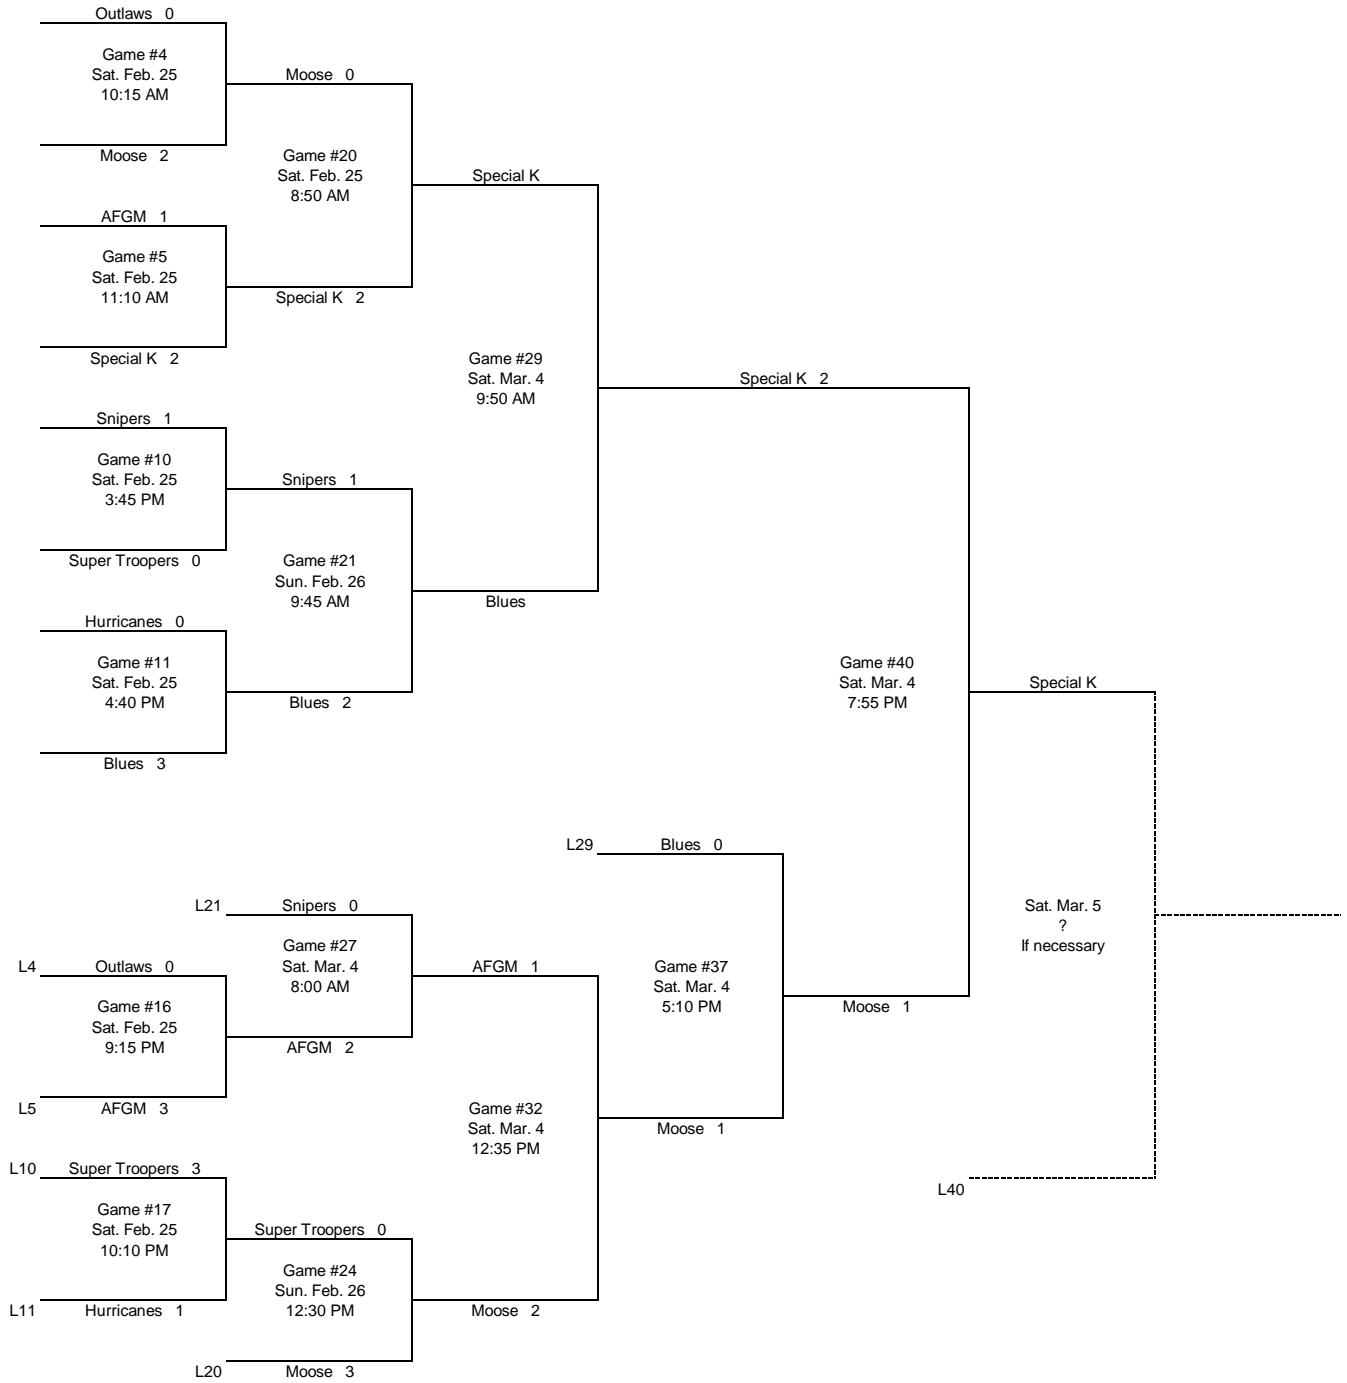 Outlaws 0
Game #4
Sat. Feb. 25
10:15 AM
Moose 2
Moose 0
Game #20
Sat. Feb. 25
8:50 AM
Special K 2
AFGM 1
Game #5
Sat. Feb. 25
11:10 AM
Special K 2
Special K
Game #29
Sat. Mar. 4
9:50 AM
Blues
Snipers 1
Game #10
Sat. Feb. 25
3:45 PM
Super Troopers 0
Snipers 1
Game #21
Sun. Feb. 26
9:45 AM
Blues 2
Hurricanes 0
Game #11
Sat. Feb. 25
4:40 PM
Blues 3
Special K 2
Game #40
Sat. Mar. 4
7:55 PM
Moose 1
Special K
Sat. Mar. 5
?
If necessary
L40
L29 Blues 0
Game #37
Sat. Mar. 4
5:10 PM
Moose 1
L21 Snipers 0
Game #27
Sat. Mar. 4
8:00 AM
AFGM 2
L4 Outlaws 0
Game #16
Sat. Feb. 25
9:15 PM
L5 AFGM 3
AFGM 1
Game #32
Sat. Mar. 4
12:35 PM
Moose 2
L10 Super Troopers 3
Game #17
Sat. Feb. 25
10:10 PM
L11 Hurricanes 1
Super Troopers 0
Game #24
Sun. Feb. 26
12:30 PM
L20 Moose 3